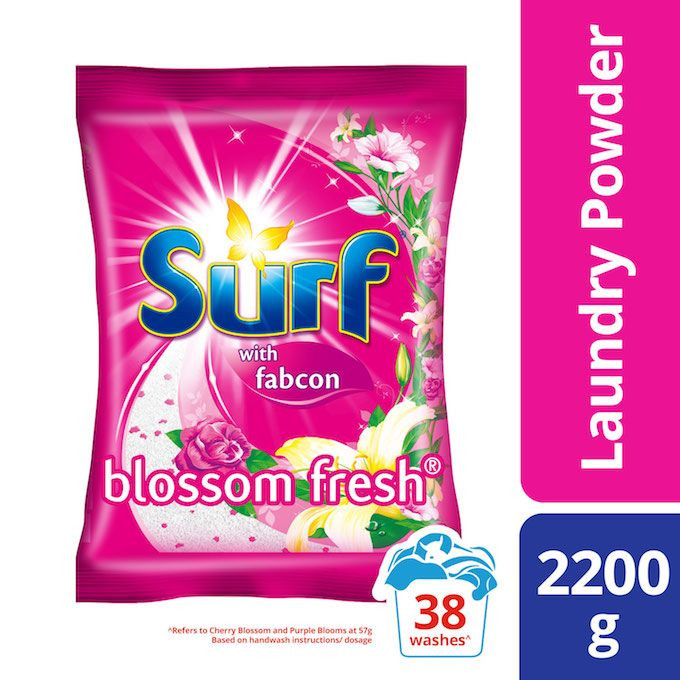 Surf
with
fabcon
blossom fresh®
38
washes^
^Refers to Cherry Blossom and Purple Blooms at 57g
Based on handwash instructions/ dosage
Laundry Powder
2200
g